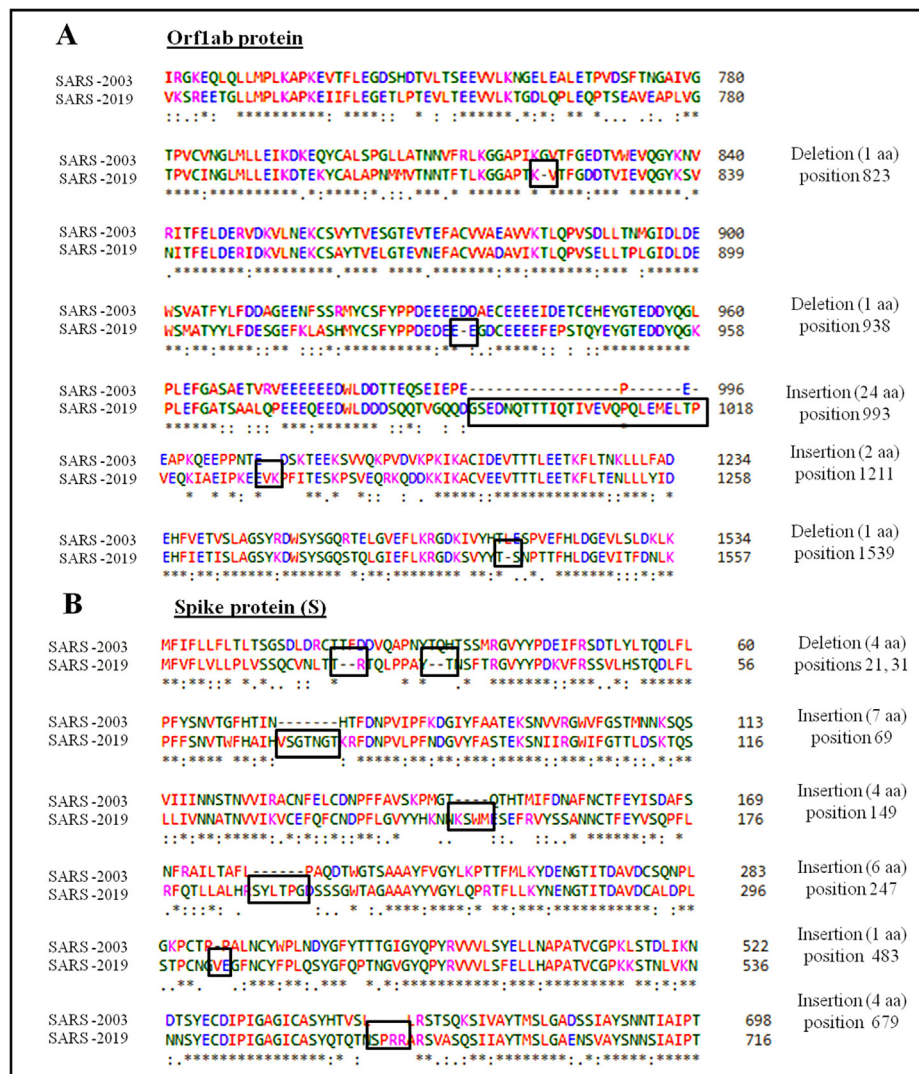 A Orf1ab protein
SARS-2003 IRGKEQLQLLMPLKAPKEVTFLEGDSHDTVLTSEEVVLKNGELEALETPVDSFTNGAIVG 780
SARS-2019 VKSREETGLLMPLKAPKEIIFLEGETLPTEVLTEEVVLKTGDLQPLEQPTSEAVEAPLVG 780
SARS-2003 TPVCVNGLMLLEIKDKEQYCALSPGLLATNNVFRLKGGAPIKGVTFGEDTVWEVQGYKNV 840
Deletion (1 aa)
SARS-2019 TPVCINGLMLLEIKDTEKYCALAPNMMVTNNTFTLKGGAPTK-VTFGDDTVIEVQGYKSV 839
position 823
SARS-2003 RITFELDERVDKVLNEKCSVYTVESGTEVTEFACVVAEAVVKTLQPVSDLLTNMGIDLDE 900
SARS-2019 NITFELDERIDKVLNEKCSAYTVELGTEVNEFACVVADAVIKTLQPVSELLTPLGIDLDE 899
SARS-2003 WSVATFYLFDDAGEENFSSRMYCSFYPPDEEEEDDAECEEEEIDETCEHEYGTEDDYQGL 960
Deletion (1 aa)
SARS-2019 WSMATYYLFDESGEFKLASHMYCSFYPPDEDEE-EGDCEEEEFEPSTQYEYGTEDDYQGK 958
position 938
SARS-2003 PLEFGASAETVRVEEEEEEDWLDDTTEQSEIEPE-----------------P------E- 996
Insertion (24 aa)
SARS-2019 PLEFGATSAALQPEEEQEEDWLDDDSQQTVGQQDGSEDNQTTTIQTIVEVQPQLEMELTP 1018
position 993
SARS-2003 EAPKQEEPPNTE--DSKTEEKSVVQKPVDVKPKIKACIDEVTTTLEETKFLTNKLLLFAD 1234
Insertion (2 aa)
SARS-2019 VEQKIAEIPKEEVKPFITESKPSVEQRKQDDKKIKACVEEVTTTLEETKFLTENLLLYID 1258
position 1211
SARS-2003 EHFVETVSLAGSYRDWSYSGQRTELGVEFLKRGDKIVYHTLESPVEFHLDGEVLSLDKLK 1534
Deletion (1 aa)
SARS-2019 EHFIETISLAGSYKDWSYSGQSTQLGIEFLKRGDKSVYYT-SNPTTFHLDGEVITFDNLK 1557
position 1539
B Spike protein (S)
SARS-2003 MFIFLLFLTLTSGSDLDRCTTFDDVQAPNYTQHTSSMRGVYYPDEIFRSDTLYLTQDLFL 60
Deletion (4 aa)
SARS-2019 MFVFLVLLPLVSSQCVNLTT--RTQLPPAY--TNSFTRGVYYPDKVFRSSVLHSTQDLFL 56
positions 21, 31
SARS-2003 PFYSNVTGFHTIN-------HTFDNPVIPFKDGIYFAATEKSNVVRGWVFGSTMNNKSQS 113
Insertion (7 aa)
SARS-2019 PFFSNVTWFHAIHVSGTNGTKRFDNPVLPFNDGVYFASTEKSNIIRGWIFGTTLDSKTQS 116
position 69
SARS-2003 VIIINNSTNVVIRACNFELCDNPFFAVSKPMGT----QTHTMIFDNAFNCTFEYISDAFS 169
Insertion (4 aa)
SARS-2019 LLIVNNATNVVIKVCEFQFCNDPFLGVYYHKNNKSWMESEFRVYSSANNCTFEYVSQPFL 176
position 149
SARS-2003 NFRAILTAFL------PAQDTWGTSAAAYFVGYLKPTTFMLKYDENGTITDAVDCSQNPL 283
Insertion (6 aa)
SARS-2019 RFQTLLALHRSYLTPGDSSSGWTAGAAAYYVGYLQPRTFLLKYNENGTITDAVDCALDPL 296
position 247
SARS-2003 GKPCTP-PALNCYWPLNDYGFYTTTGIGYQPYRVVVLSYELLNAPATVCGPKLSTDLIKN 522
Insertion (1 aa)
SARS-2019 STPCNGVEGFNCYFPLQSYGFQPTNGVGYQPYRVVVLSFELLHAPATVCGPKKSTNLVKN 536
position 483
SARS-2003 DTSYECDIPIGAGICASYHTVSL----LRSTSQKSIVAYTMSLGADSSIAYSNNTIAIPT 698
Insertion (4 aa)
SARS-2019 NNSYECDIPIGAGICASYQTQTNSPRRARSVASQSIIAYTMSLGAENSVAYSNNSIAIPT 716
position 679